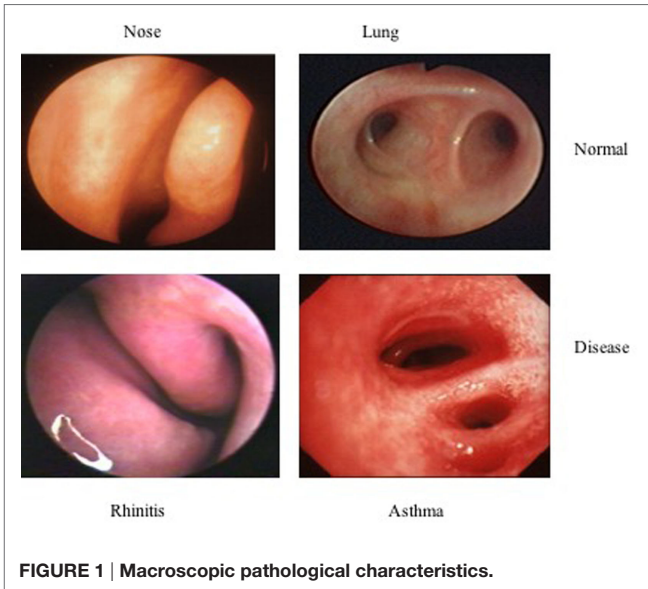 Nose Lung
Normal
Disease
Rhinitis Asthma
FIGURE 1 | Macroscopic pathological characteristics.